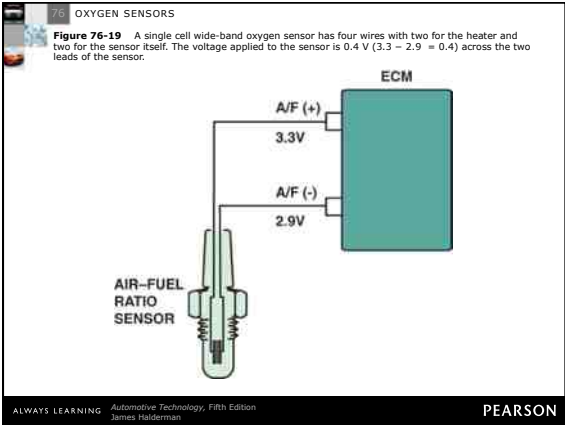 76 OXYGEN SENSORS
Figure 76-19 A single cell wide-band oxygen sensor has four wires with two for the heater and
two for the sensor itself. The voltage applied to the sensor is 0.4 V (3.3 − 2.9 = 0.4) across the two
leads of the sensor.
ECM
A/F (+)
3.3V
A/F (-)
2.9V
AIR–FUEL
RATIO
SENSOR
ALWAYS LEARNING
Automotive Technology, Fifth Edition
James Halderman
PEARSON